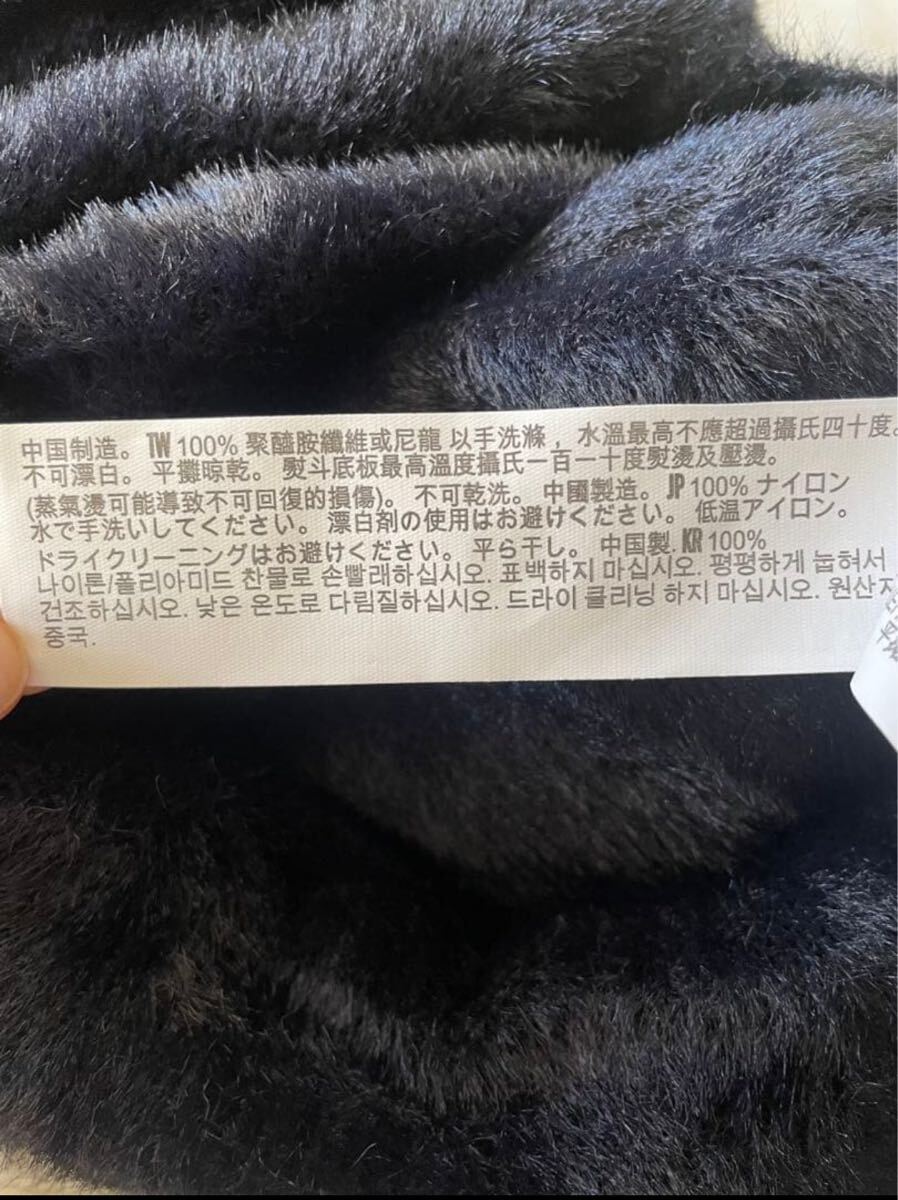 中国制造。 TW 100% 聚醯胺纖維或尼龍 以手洗滌，水溫最高不應超過攝氏四十度。
不可漂白。 平攤晾乾。 熨斗底板最高溫度攝氏一百一十度熨燙及壓燙。
(蒸氣燙可能導致不可回復的損傷)。 不可乾洗。 中國製造。 JP 100% ナイロン
水で手洗いしてください。 漂白剤の使用はお避けください。 低温アイロン。
ドライクリーニングはお避けください。 平ら干し。 中国製. KR 100%
나이론/폴리아미드 찬물로 손빨래하십시오. 표백하지 마십시오. 평평하게 눕혀서
건조하십시오. 낮은 온도로 다림질하십시오. 드라이 클리닝 하지 마십시오. 원산지
중국.